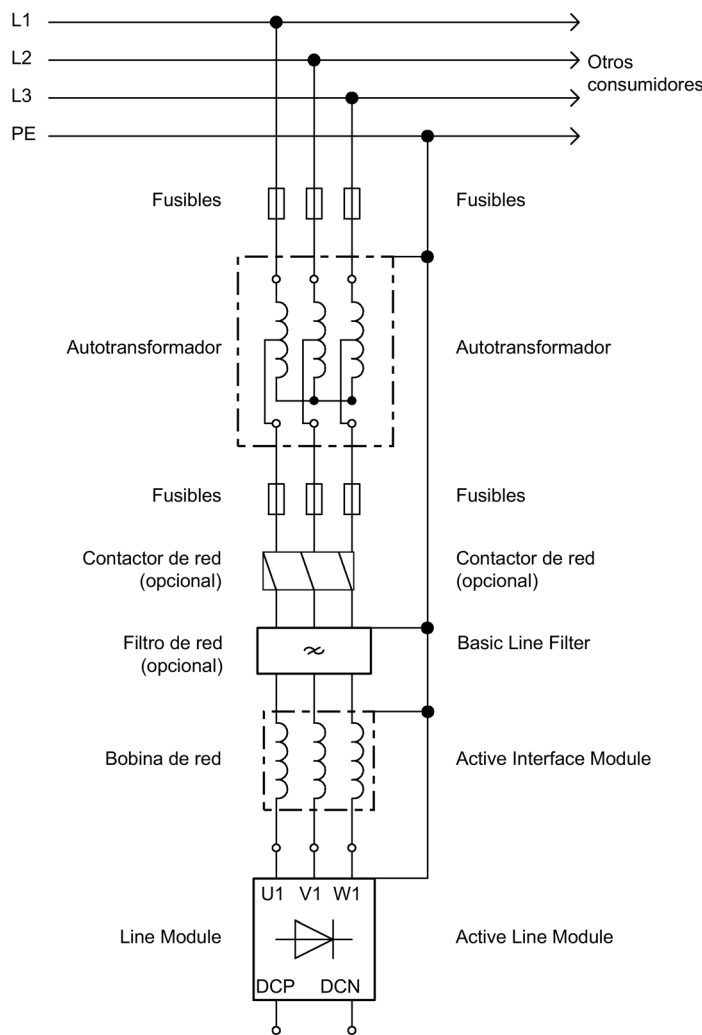 L1
L2
L3
PE
Otros
consumidores
Fusibles
Fusibles
Autotransformador
Autotransformador
Fusibles
Fusibles
Contactor de red
(opcional)
Contactor de red
(opcional)
Filtro de red
(opcional)
Basic Line Filter
Bobina de red
Active Interface Module
U1 V1 W1
Line Module
Active Line Module
DCP DCN